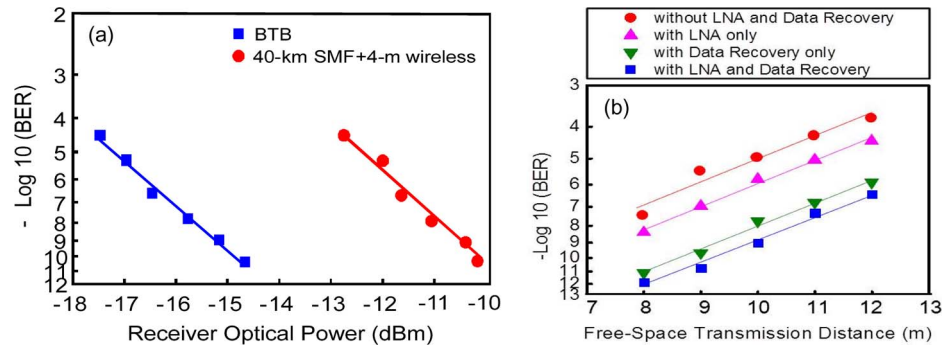 (a)
BTB
40-km SMF+4-m wireless
- Log 10 (BER)
2
3
4
5
6
7
8
9
10
11
12
-18 -17 -16 -15 -14 -13 -12 -11 -10
Receiver Optical Power (dBm)
without LNA and Data Recovery
with LNA only
with Data Recovery only
with LNA and Data Recovery
(b)
-Log 10 (BER)
3
4
5
6
7
8
9
10
11
12
13
7 8 9 10 11 12 13
Free-Space Transmission Distance (m)